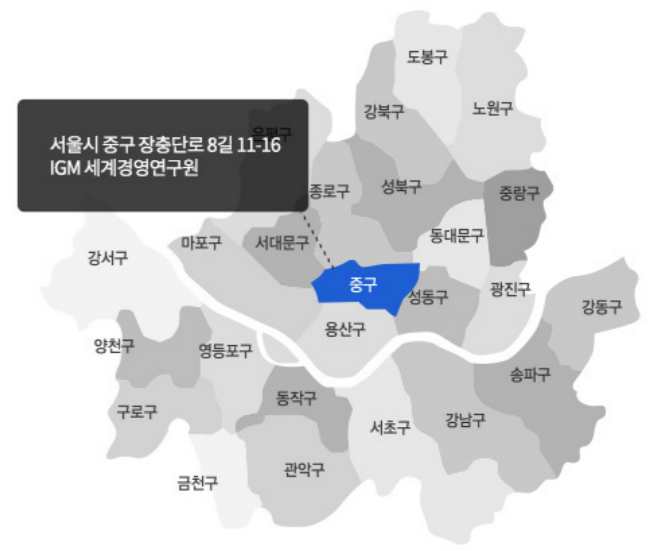 도봉구
노원구
강북구
은평구
서울시 중구 장충단로 8길 11-16
IGM 세계경영연구원
종로구
성북구
중랑구
동대문구
마포구
서대문구
강서구
중구
성동구
광진구
강동구
용산구
양천구
영등포구
송파구
동작구
구로구
서초구
강남구
관악구
금천구